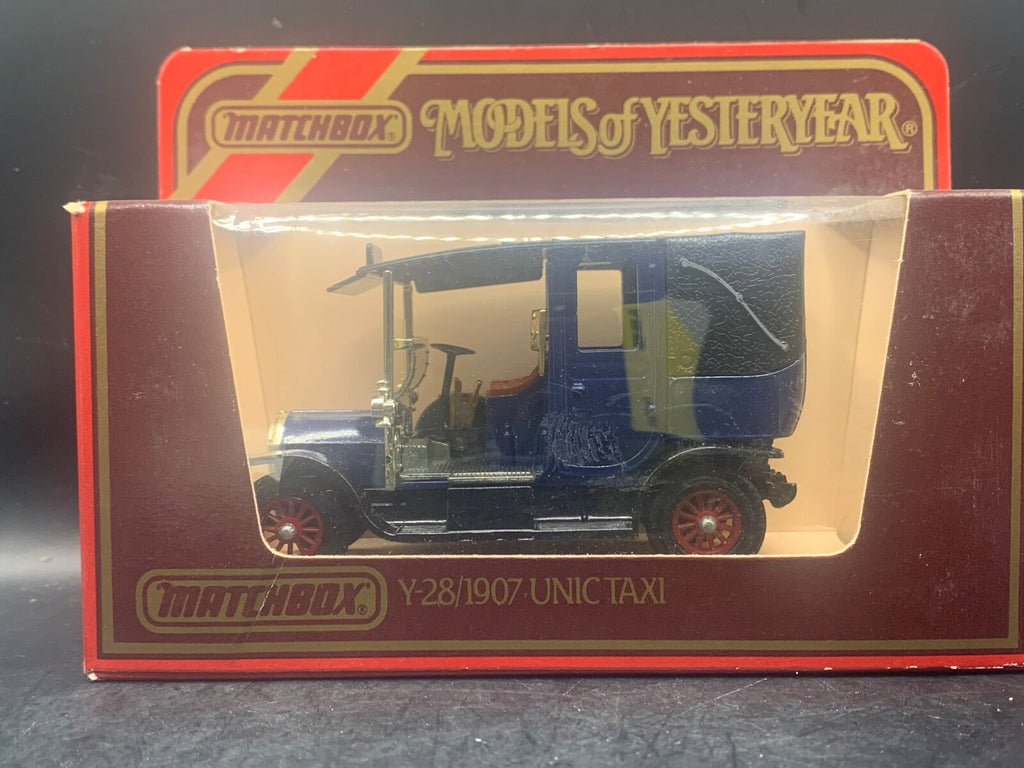 MATCHBOX®
MODELS of YESTERYEAR®
MATCHBOX®
Y-28/1907 UNIC TAXI